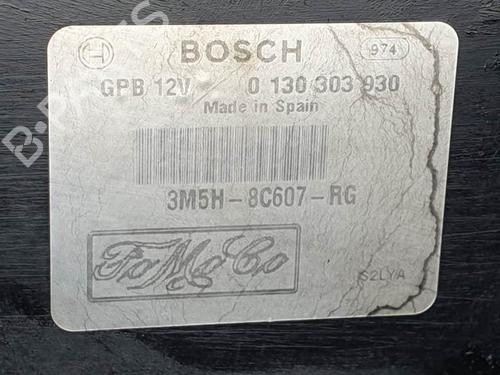 BOSCH 974
GPB 12V 0 130 303 930
Made in Spain
3M5H-8C607-RG
FoMoCo
S2LYA